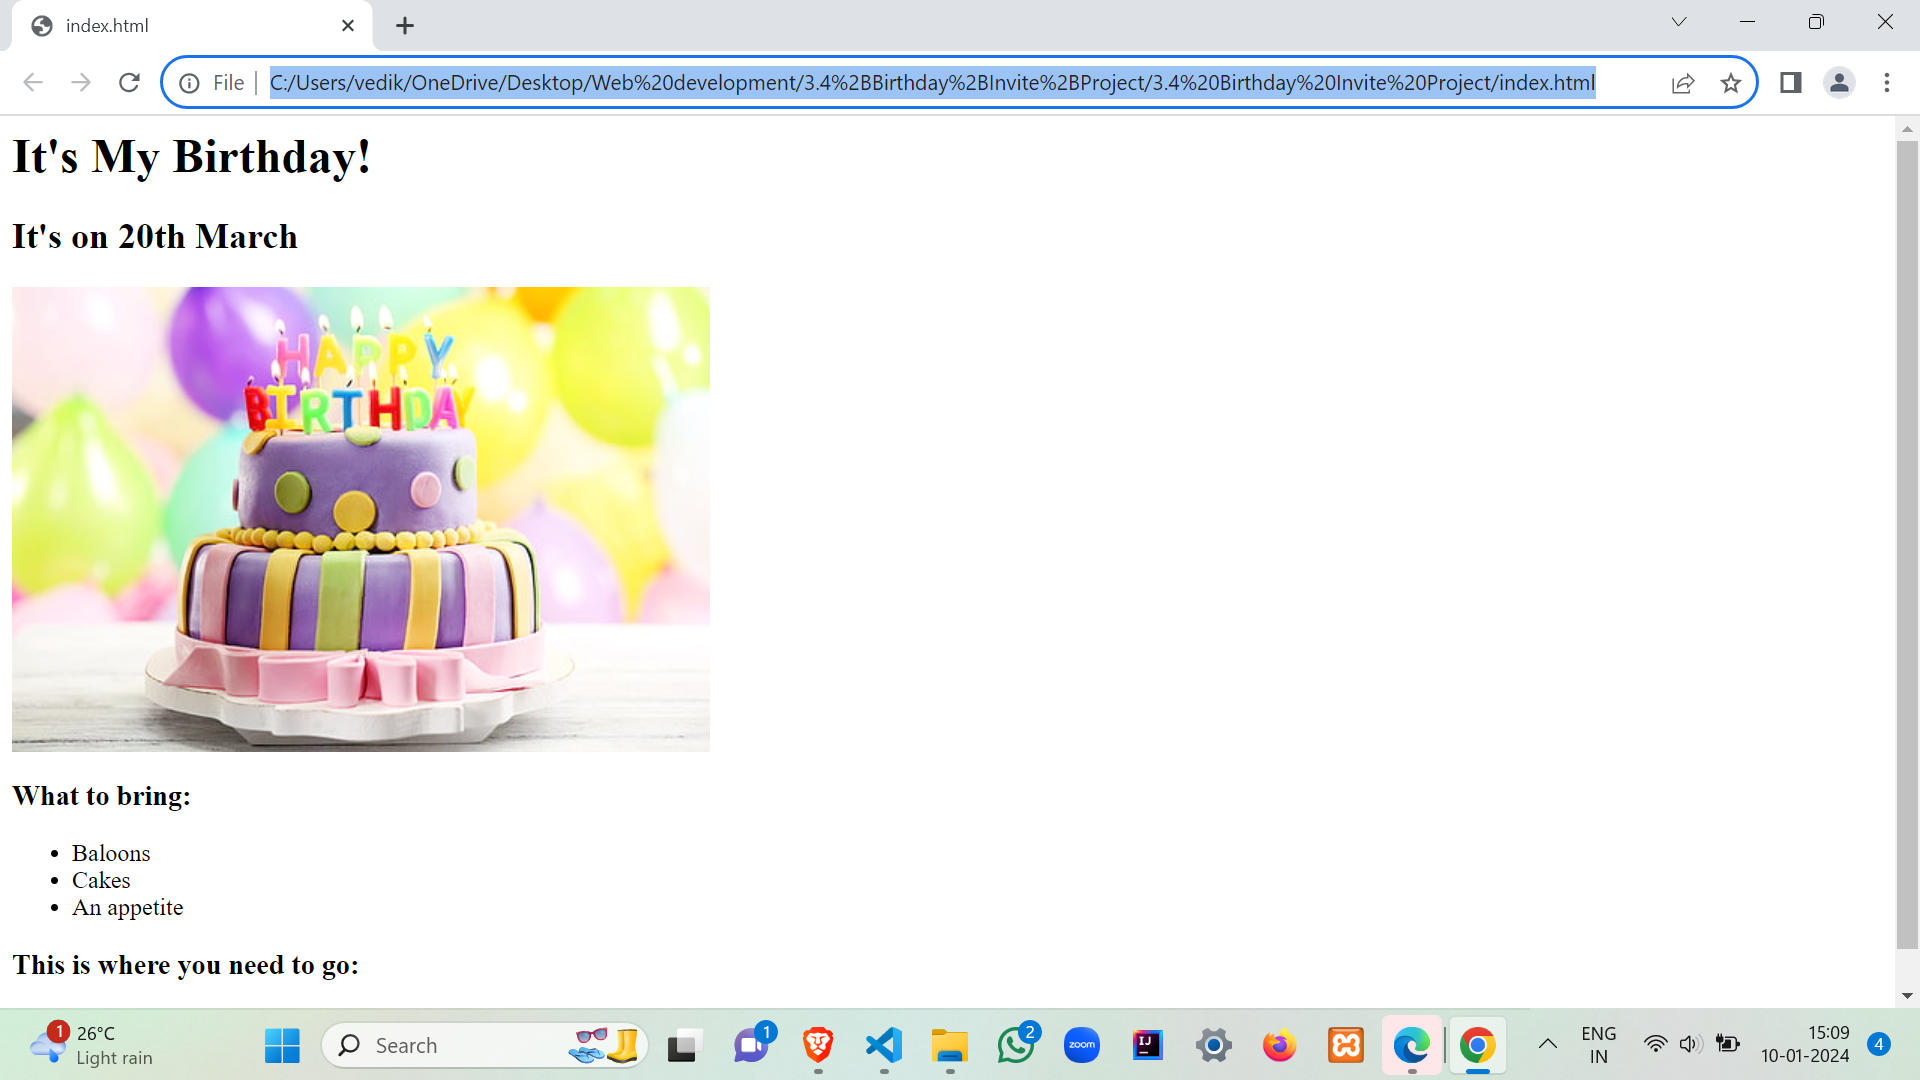 index.html
File
C:/Users/vedik/OneDrive/Desktop/Web%20development/3.4%2BBirthday%2BInvite%2BProject/3.4%20Birthday%20Invite%20Project/index.html
It's My Birthday!
It's on 20th March
HAPPY
BIRTHDAY
What to bring:
Baloons
Cakes
An appetite
This is where you need to go:
1
26°C
Light rain
Search
1
2
zoom
IJ
ENG
IN
15:09
10-01-2024
4